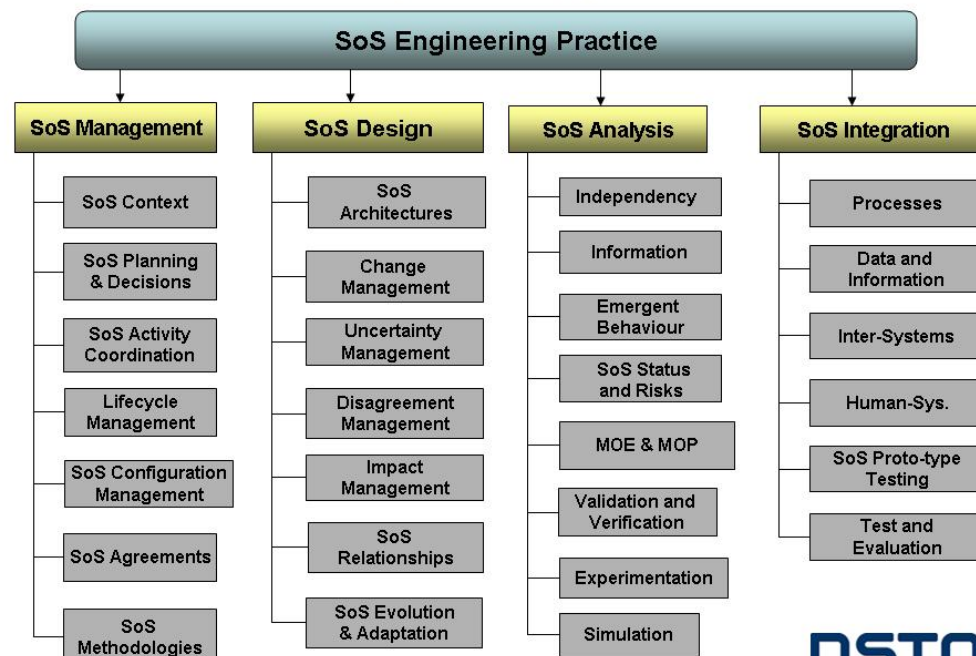 SoS Engineering Practice
SoS Management
SoS Context
SoS Planning
& Decisions
SoS Activity
Coordination
Lifecycle
Management
SoS Configuration
Management
SoS Agreements
SoS
Methodologies
SoS Design
SoS
Architectures
Change
Management
Uncertainty
Management
Disagreement
Management
Impact
Management
SoS
Relationships
SoS Evolution
& Adaptation
SoS Analysis
Independency
Information
Emergent
Behaviour
SoS Status
and Risks
MOE & MOP
Validation and
Verification
Experimentation
Simulation
SoS Integration
Processes
Data and
Information
Inter-Systems
Human-Sys.
SoS Proto-type
Testing
Test and
Evaluation
DSTO